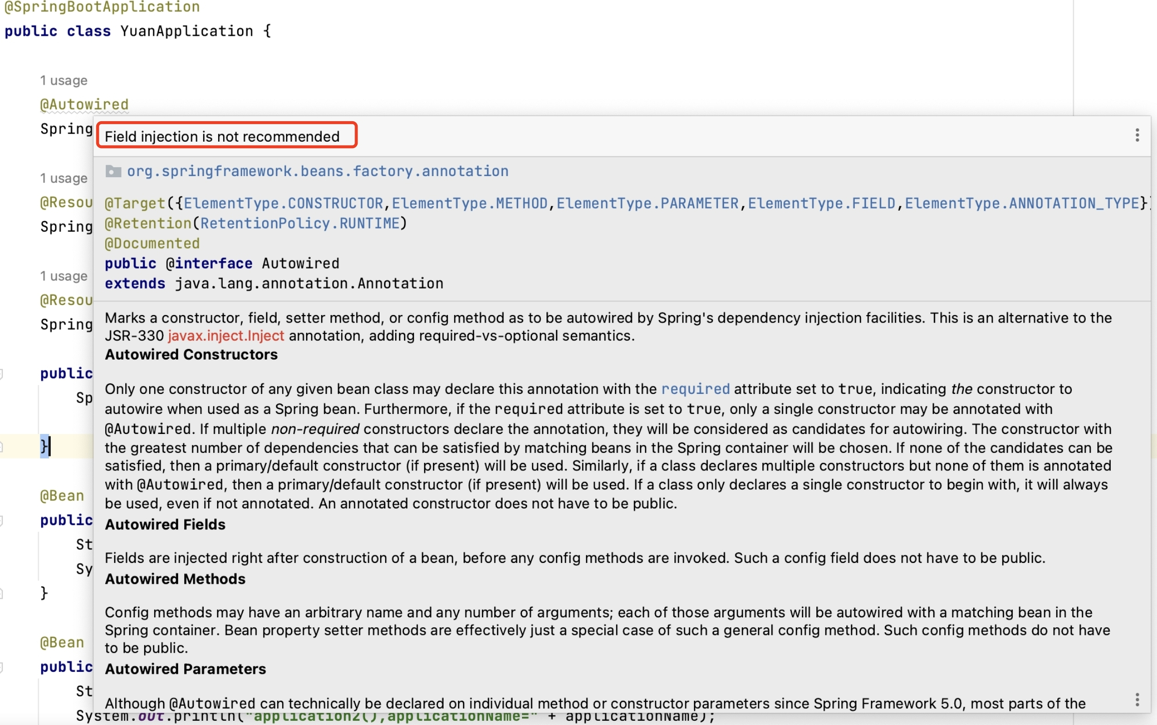 @SpringBootApplication
public class YuanApplication {
1 usage
@Autowired
Spring
Field injection is not recommended
org.springframework.beans.factory.annotation
1 usage
@Resou
@Target({ElementType.CONSTRUCTOR,ElementType.METHOD,ElementType.PARAMETER,ElementType.FIELD,ElementType.ANNOTATION_TYPE})
Spring
@Retention(RetentionPolicy.RUNTIME)
@Documented
public @interface Autowired
1 usage
extends java.lang.annotation.Annotation
@Resou
Spring
Marks a constructor, field, setter method, or config method as to be autowired by Spring's dependency injection facilities. This is an alternative to the
JSR-330 javax.inject.Inject annotation, adding required-vs-optional semantics.
Autowired Constructors
public
Only one constructor of any given bean class may declare this annotation with the required attribute set to true, indicating the constructor to
Sp
autowire when used as a Spring bean. Furthermore, if the required attribute is set to true, only a single constructor may be annotated with
@Autowired. If multiple non-required constructors declare the annotation, they will be considered as candidates for autowiring. The constructor with
}
the greatest number of dependencies that can be satisfied by matching beans in the Spring container will be chosen. If none of the candidates can be
satisfied, then a primary/default constructor (if present) will be used. Similarly, if a class declares multiple constructors but none of them is annotated
with @Autowired, then a primary/default constructor (if present) will be used. If a class only declares a single constructor to begin with, it will always
@Bean
be used, even if not annotated. An annotated constructor does not have to be public.
public
Autowired Fields
St
Fields are injected right after construction of a bean, before any config methods are invoked. Such a config field does not have to be public.
Sy
Autowired Methods
}
Config methods may have an arbitrary name and any number of arguments; each of those arguments will be autowired with a matching bean in the
Spring container. Bean property setter methods are effectively just a special case of such a general config method. Such config methods do not have
@Bean
to be public.
public
Autowired Parameters
St
Although @Autowired can technically be declared on individual method or constructor parameters since Spring Framework 5.0, most parts of the
System.out.println("application2(),applicationName=" + applicationName);